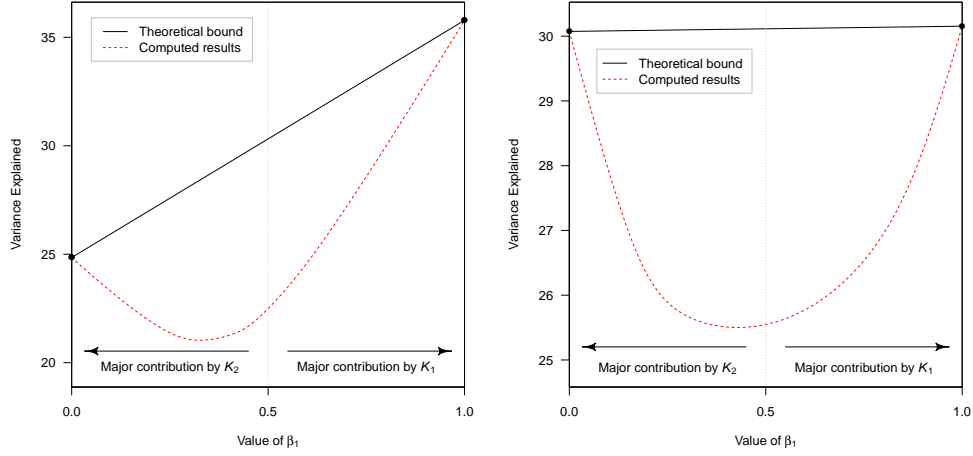 Theoretical bound
Computed results
Variance Explained
35
30
25
20
Major contribution by K2
Major contribution by K1
0.0
0.5
1.0
Value of β1
Theoretical bound
Computed results
Variance Explained
30
29
28
27
26
25
Major contribution by K2
Major contribution by K1
0.0
0.5
1.0
Value of β1